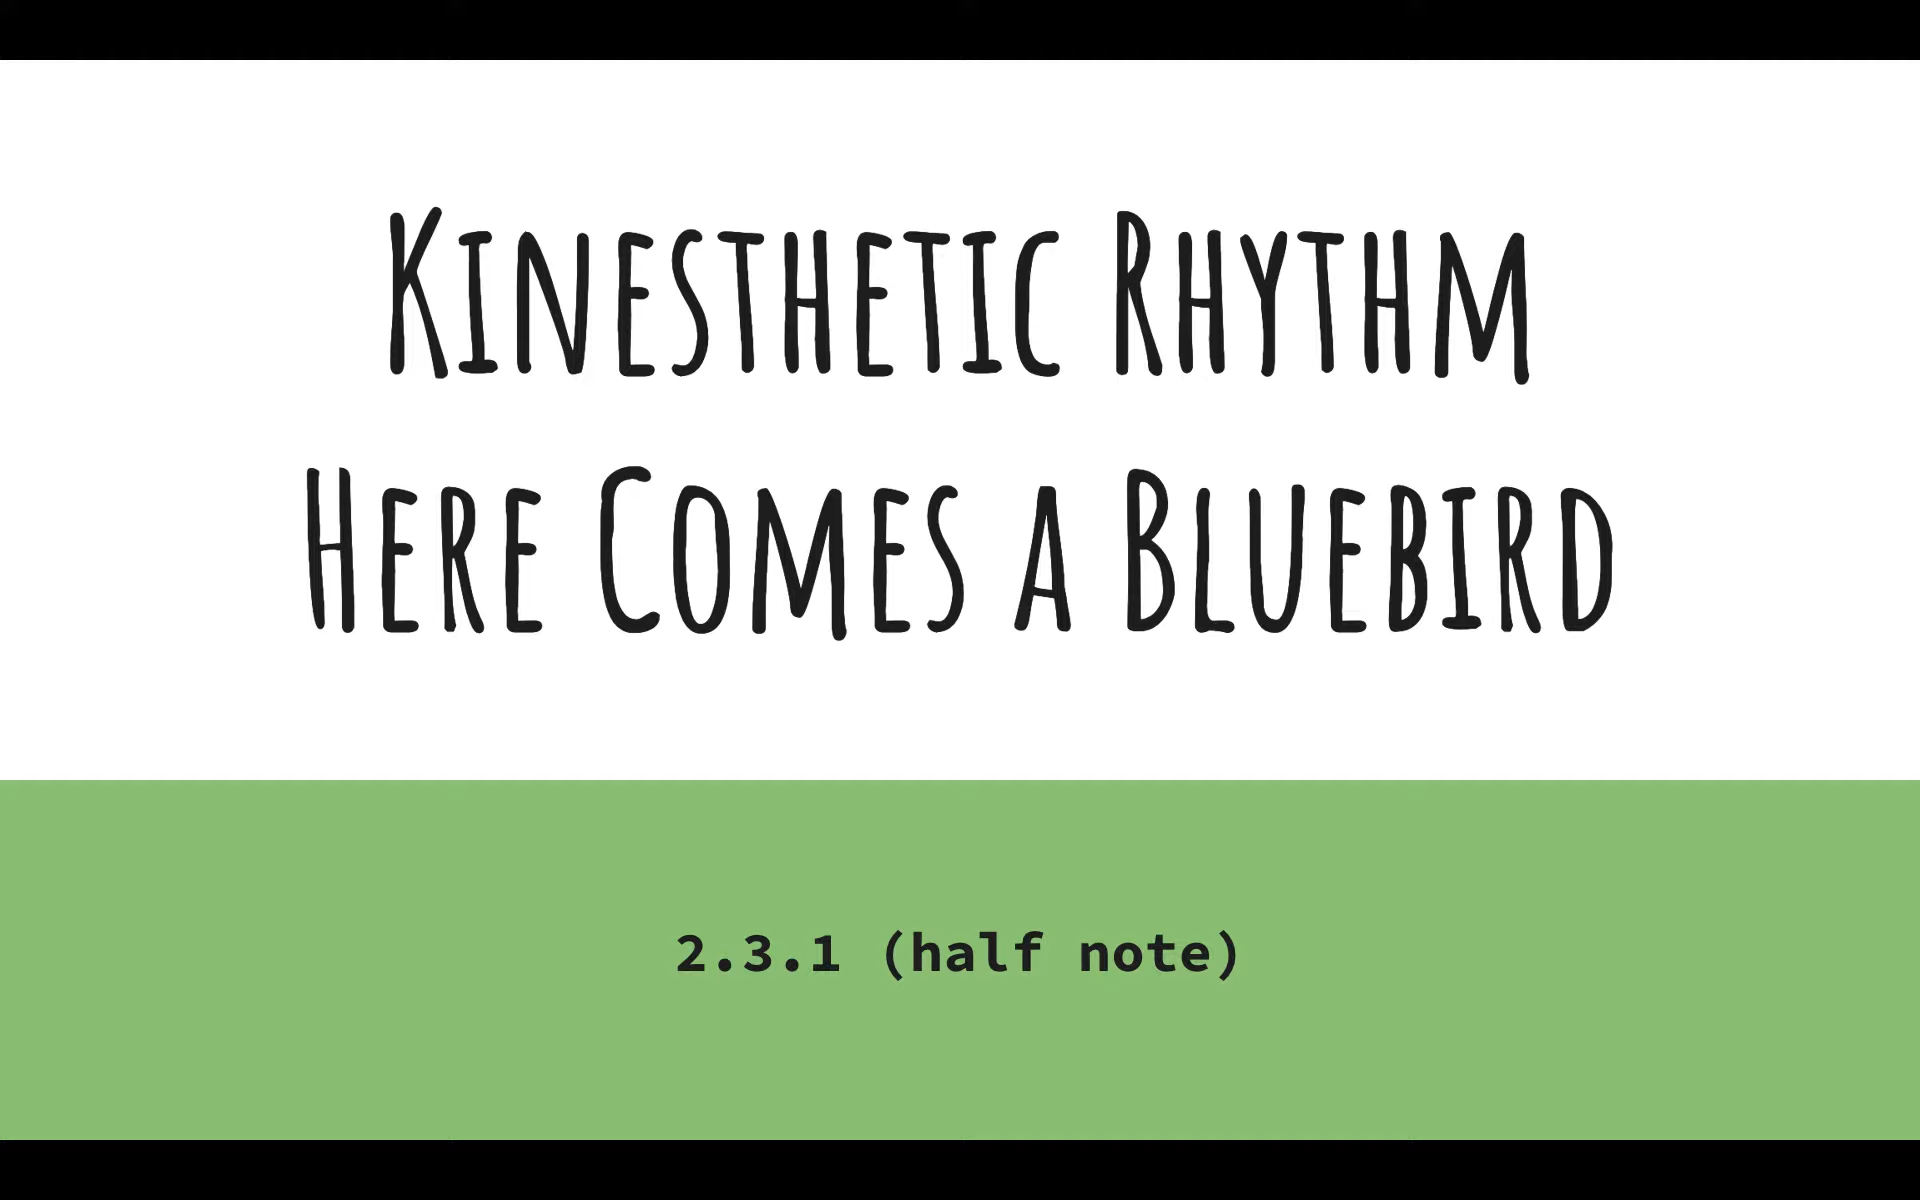 Kinesthetic Rhythm
Here Comes a Bluebird
2.3.1 (half note)